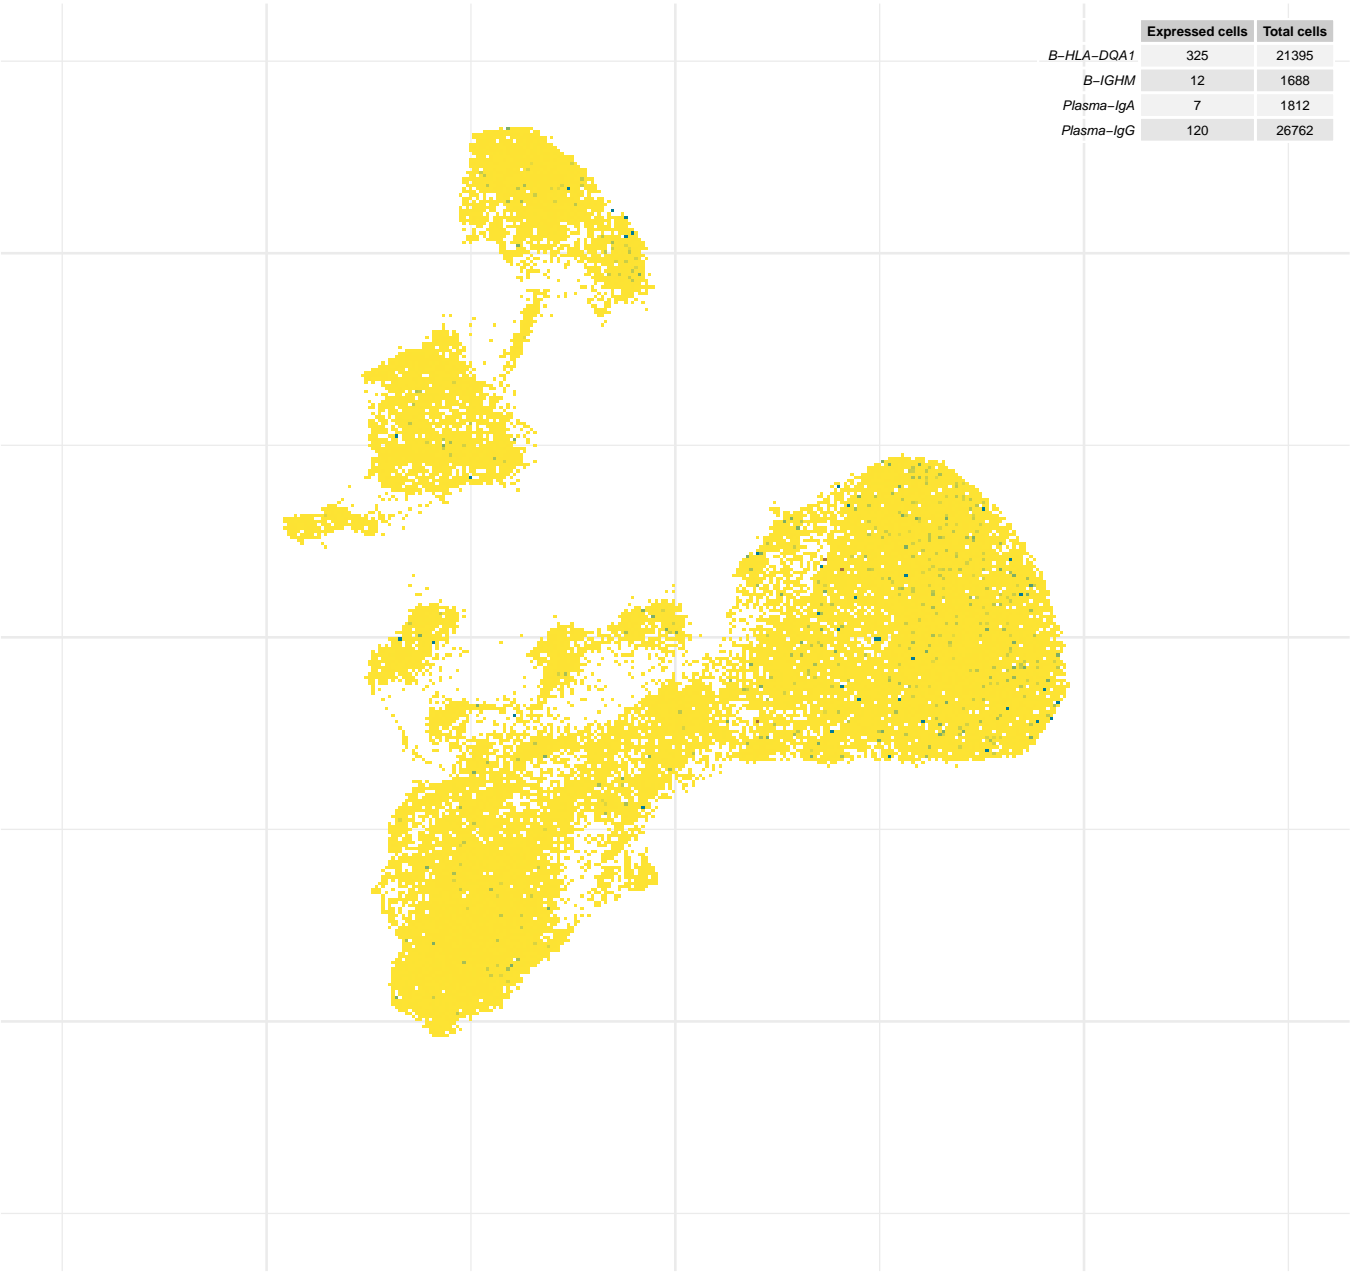 Expressed cells Total cells
B−HLA−DQA1 325 21395
B−IGHM 12 1688
Plasma−IgA 7 1812
Plasma−IgG 120 26762